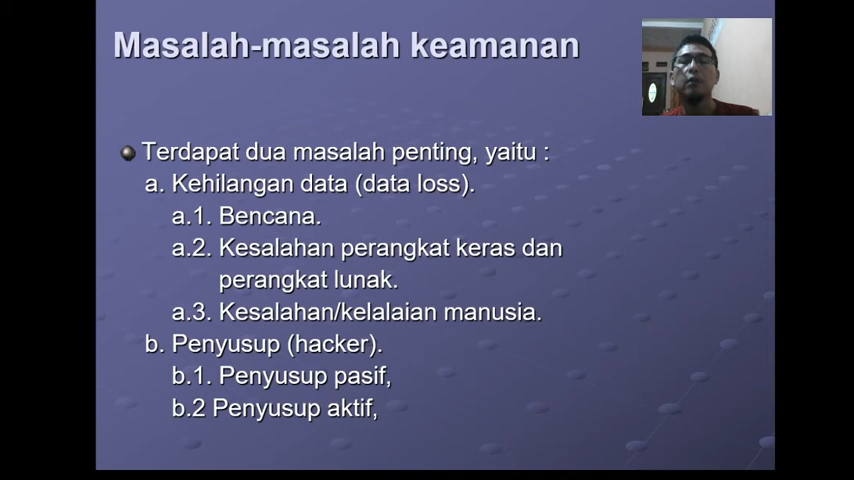 Masalah-masalah keamanan
Terdapat dua masalah penting, yaitu :
a. Kehilangan data (data loss).
a.1. Bencana.
a.2. Kesalahan perangkat keras dan
perangkat lunak.
a.3. Kesalahan/kelalaian manusia.
b. Penyusup (hacker).
b.1. Penyusup pasif,
b.2 Penyusup aktif,